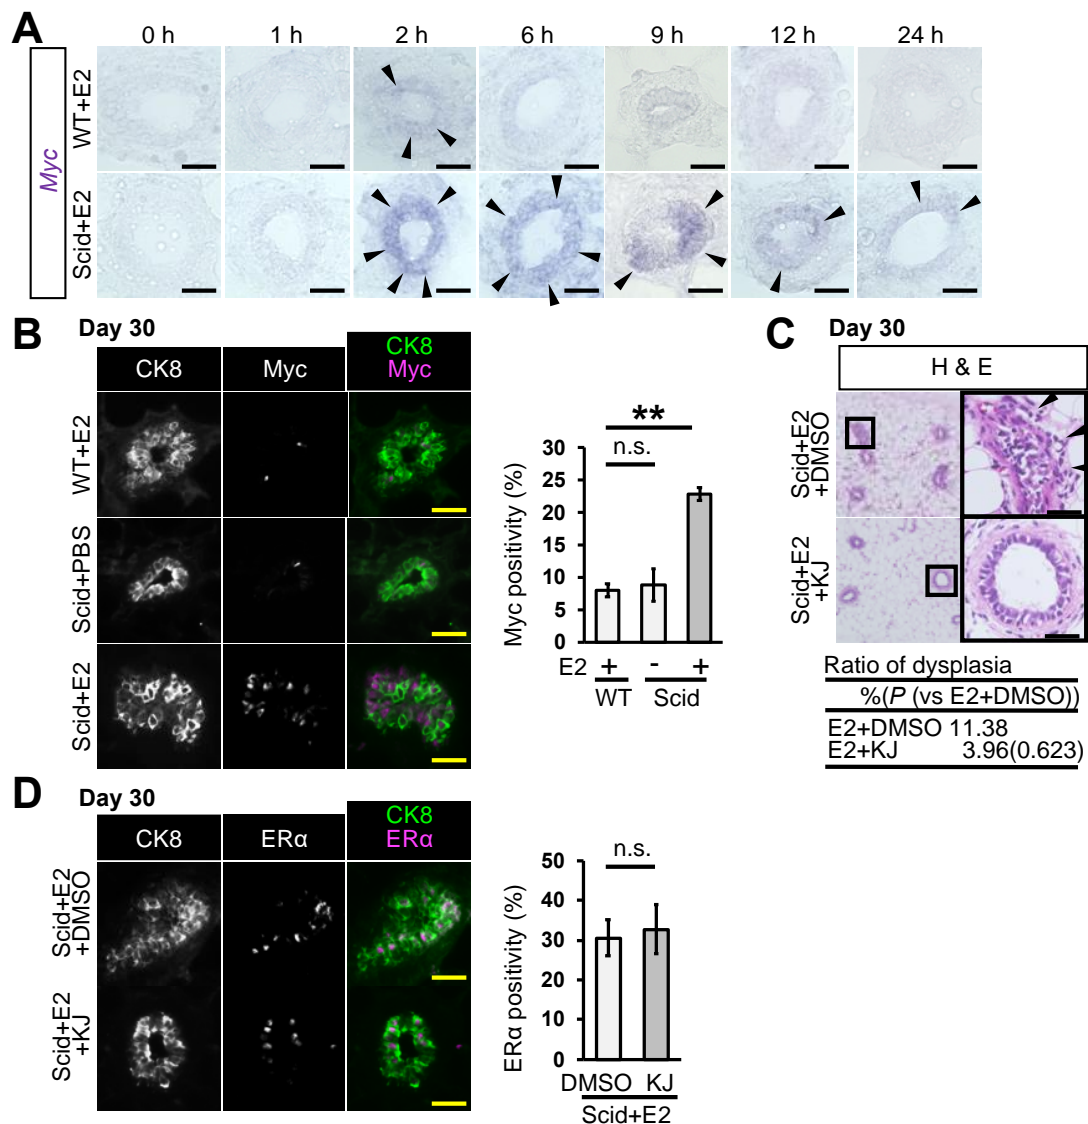 A
0 h 1 h 2 h 6 h 9 h 12 h 24 h
Myc
WT+E2
Scid+E2
B
Day 30
CK8 Myc CK8
Myc
WT+E2
Scid+PBS
Scid+E2
**
n.s.
Myc positivity (%)
30
25
20
15
10
5
0
E2 + - +
WT Scid
C
Day 30
H & E
Scid+E2
+DMSO
Scid+E2
+KJ
Ratio of dysplasia
%(P (vs E2+DMSO))
E2+DMSO 11.38
E2+KJ 3.96(0.623)
D
Day 30
CK8 ERα CK8
ERα
Scid+E2
+DMSO
Scid+E2
+KJ
n.s.
ERα positivity (%)
50
40
30
20
10
0
DMSO KJ
Scid+E2